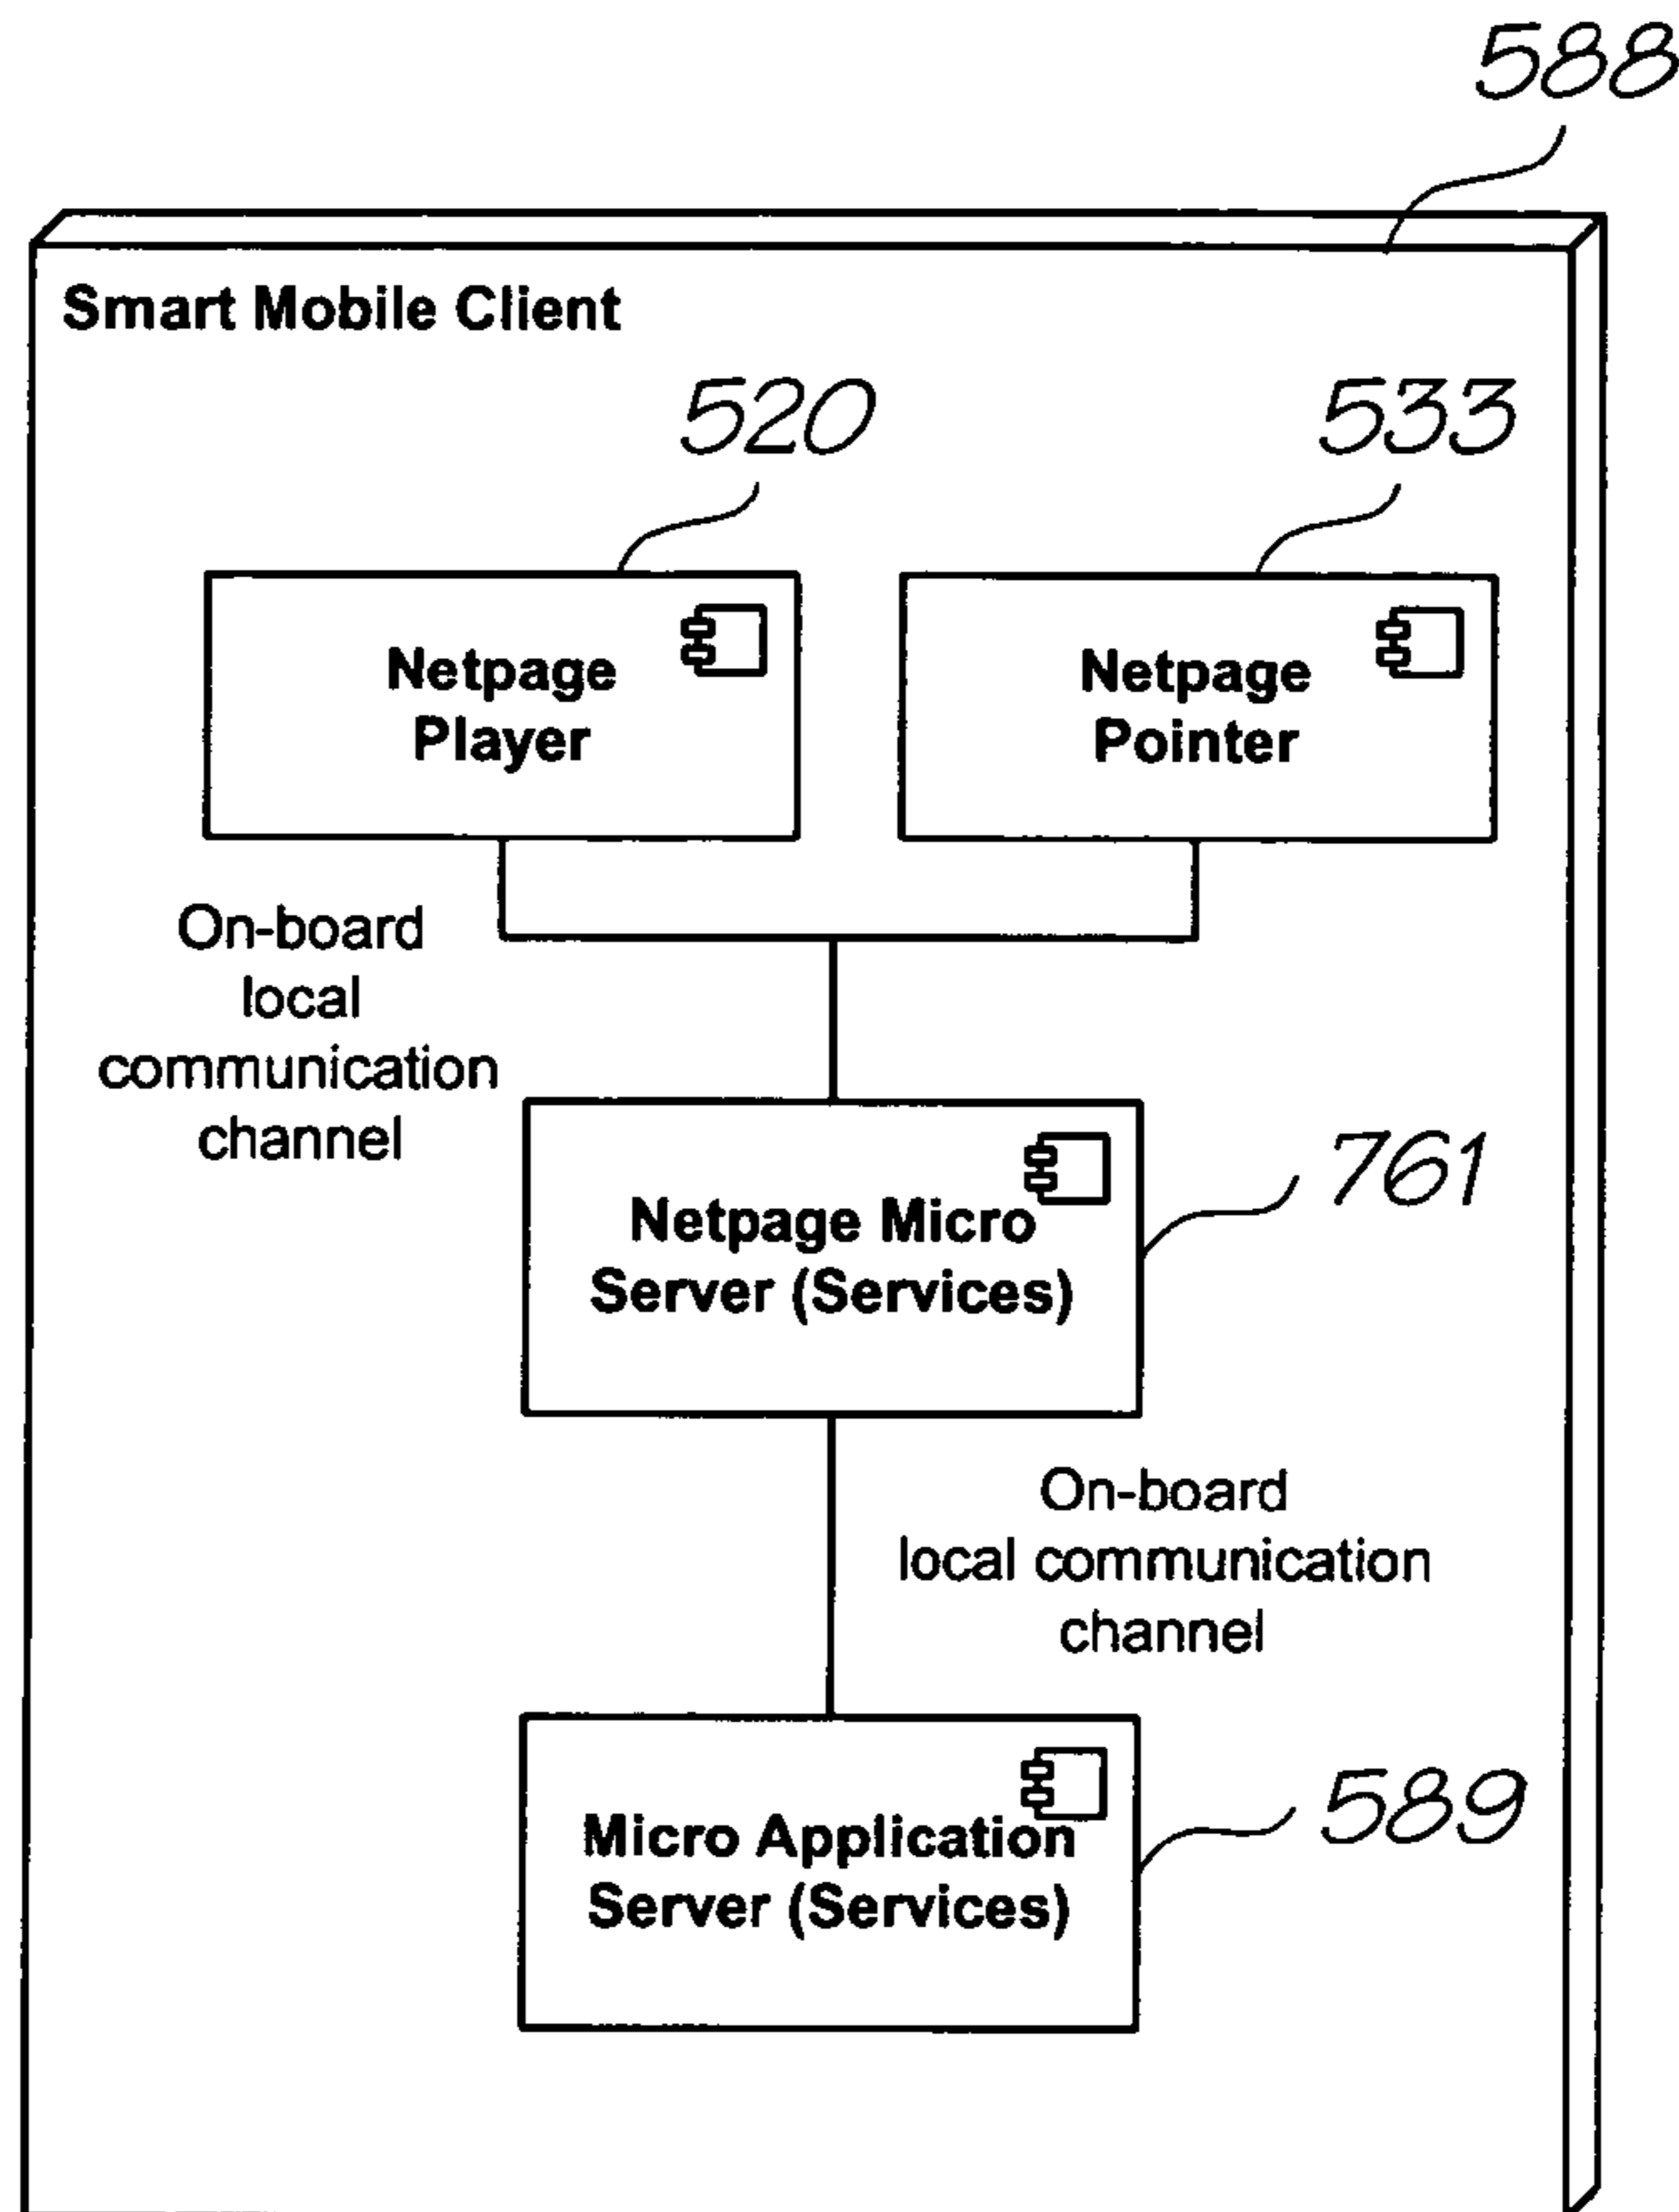 588
Smart Mobile Client
520
533
Netpage
Player
Netpage
Pointer
On-board
local
communication
channel
761
Netpage Micro
Server (Services)
On-board
local communication
channel
589
Micro Application
Server (Services)